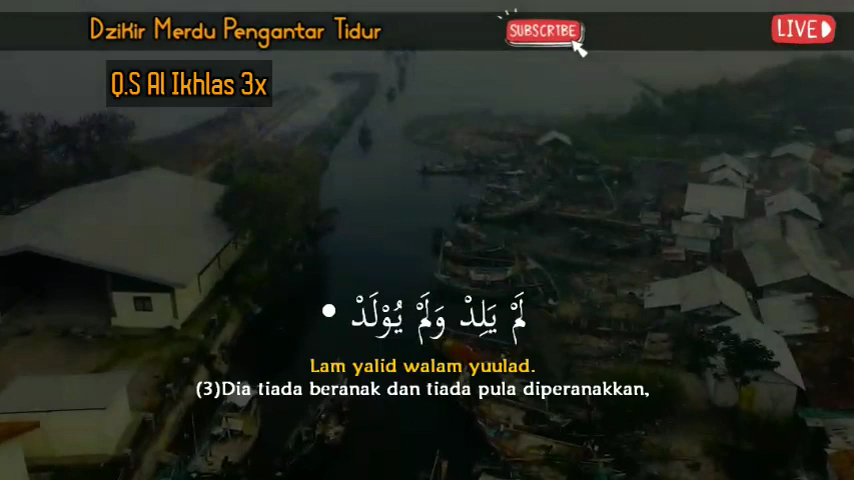 Dzikir Merdu Pengantar Tidur
SUBSCRIBE
LIVE
Q.S Al Ikhlas 3x
لَمْ يَلِدْ وَلَمْ يُوْلَدْ
Lam yalid walam yuulad.
(3)Dia tiada beranak dan tiada pula diperanakkan,